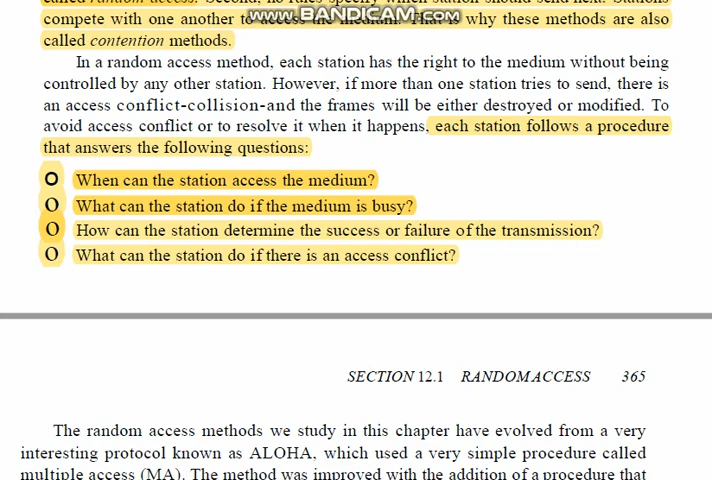 called random access. Second, no rules specify which station should send next. Stations
www.BANDICAM.com
compete with one another to access the medium. That is why these methods are also
called contention methods.
In a random access method, each station has the right to the medium without being
controlled by any other station. However, if more than one station tries to send, there is
an access conflict-collision-and the frames will be either destroyed or modified. To
avoid access conflict or to resolve it when it happens, each station follows a procedure
that answers the following questions:
O When can the station access the medium?
O What can the station do if the medium is busy?
O How can the station determine the success or failure of the transmission?
O What can the station do if there is an access conflict?
SECTION 12.1 RANDOMACCESS 365
The random access methods we study in this chapter have evolved from a very
interesting protocol known as ALOHA, which used a very simple procedure called
multiple access (MA). The method was improved with the addition of a procedure that